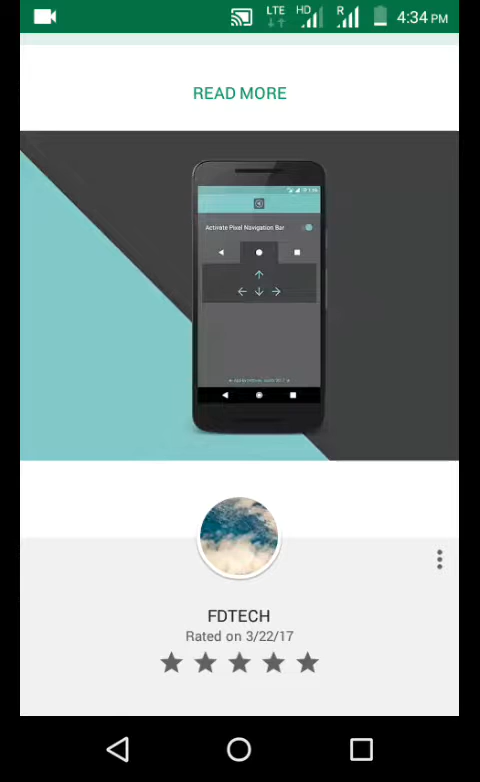 LTE HD R 4:34 PM
READ MORE
Activate Pixel Navigation Bar
FDTECH
Rated on 3/22/17